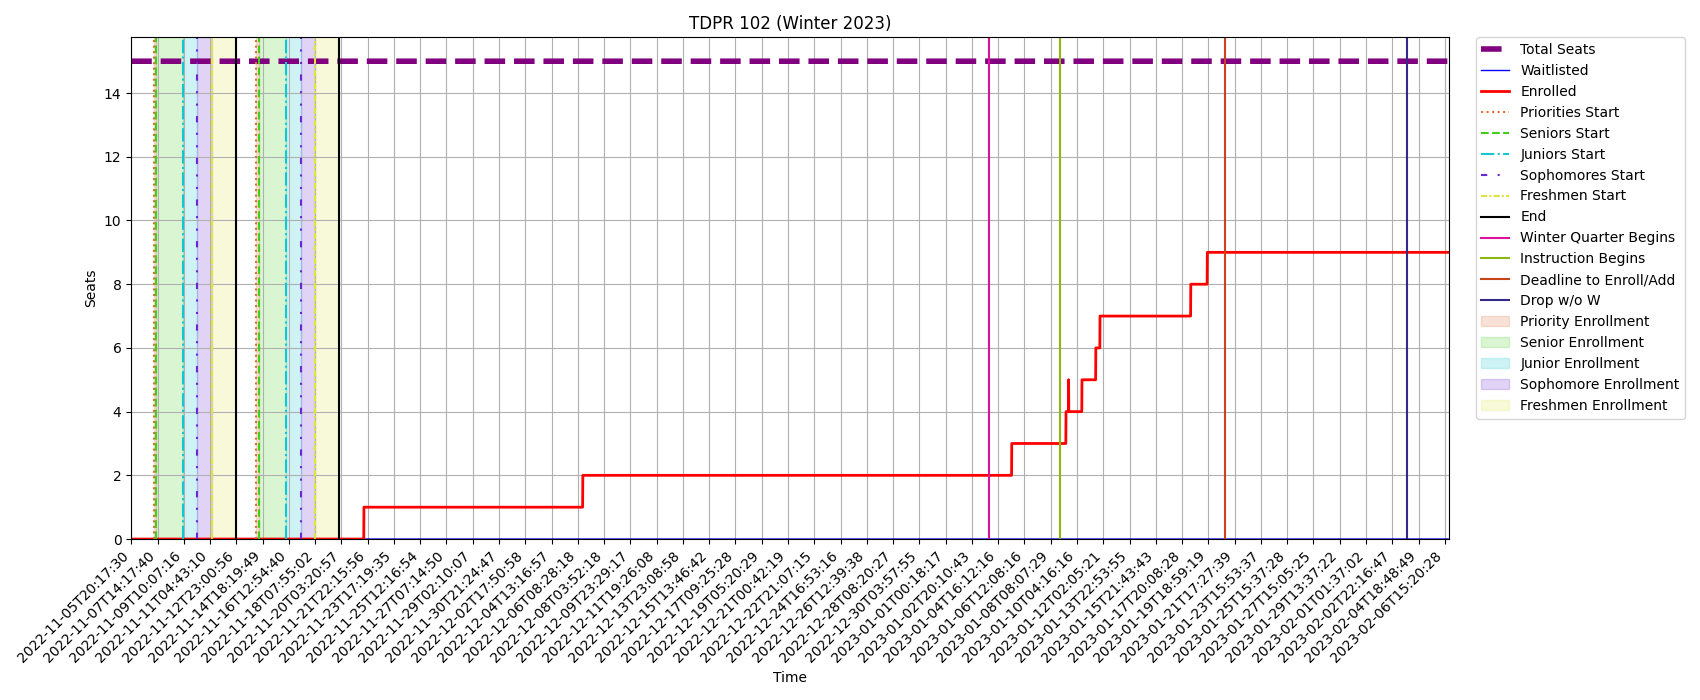 TDPR 102 (Winter 2023)
Seats
14
12
10
8
6
4
2
0
2022-11-05T20:17:30
2022-11-07T14:17:40
2022-11-09T10:07:16
2022-11-11T04:43:10
2022-11-12T23:00:56
2022-11-14T18:19:49
2022-11-16T12:54:40
2022-11-18T07:55:02
2022-11-20T03:20:57
2022-11-21T22:15:56
2022-11-23T17:19:35
2022-11-25T12:16:54
2022-11-27T07:14:50
2022-11-29T02:10:07
2022-11-30T21:24:47
2022-12-02T17:50:58
2022-12-04T13:16:57
2022-12-06T08:28:18
2022-12-08T03:52:18
2022-12-09T23:29:17
2022-12-11T19:26:08
2022-12-13T13:08:58
2022-12-15T13:46:42
2022-12-17T09:25:28
2022-12-19T05:20:29
2022-12-21T00:42:19
2022-12-22T21:07:15
2022-12-24T16:53:16
2022-12-26T12:39:38
2022-12-28T08:20:27
2022-12-30T03:57:55
2023-01-01T00:18:17
2023-01-02T20:10:43
2023-01-04T16:12:16
2023-01-06T12:08:16
2023-01-08T08:07:29
2023-01-10T04:16:16
2023-01-12T02:05:21
2023-01-13T22:53:55
2023-01-15T21:43:43
2023-01-17T20:08:28
2023-01-19T18:59:19
2023-01-21T17:27:39
2023-01-23T15:53:37
2023-01-25T15:37:28
2023-01-27T15:05:25
2023-01-29T13:37:22
2023-02-01T01:37:02
2023-02-02T22:16:47
2023-02-04T18:48:49
2023-02-06T15:20:28
Time
Total Seats
Waitlisted
Enrolled
Priorities Start
Seniors Start
Juniors Start
Sophomores Start
Freshmen Start
End
Winter Quarter Begins
Instruction Begins
Deadline to Enroll/Add
Drop w/o W
Priority Enrollment
Senior Enrollment
Junior Enrollment
Sophomore Enrollment
Freshmen Enrollment